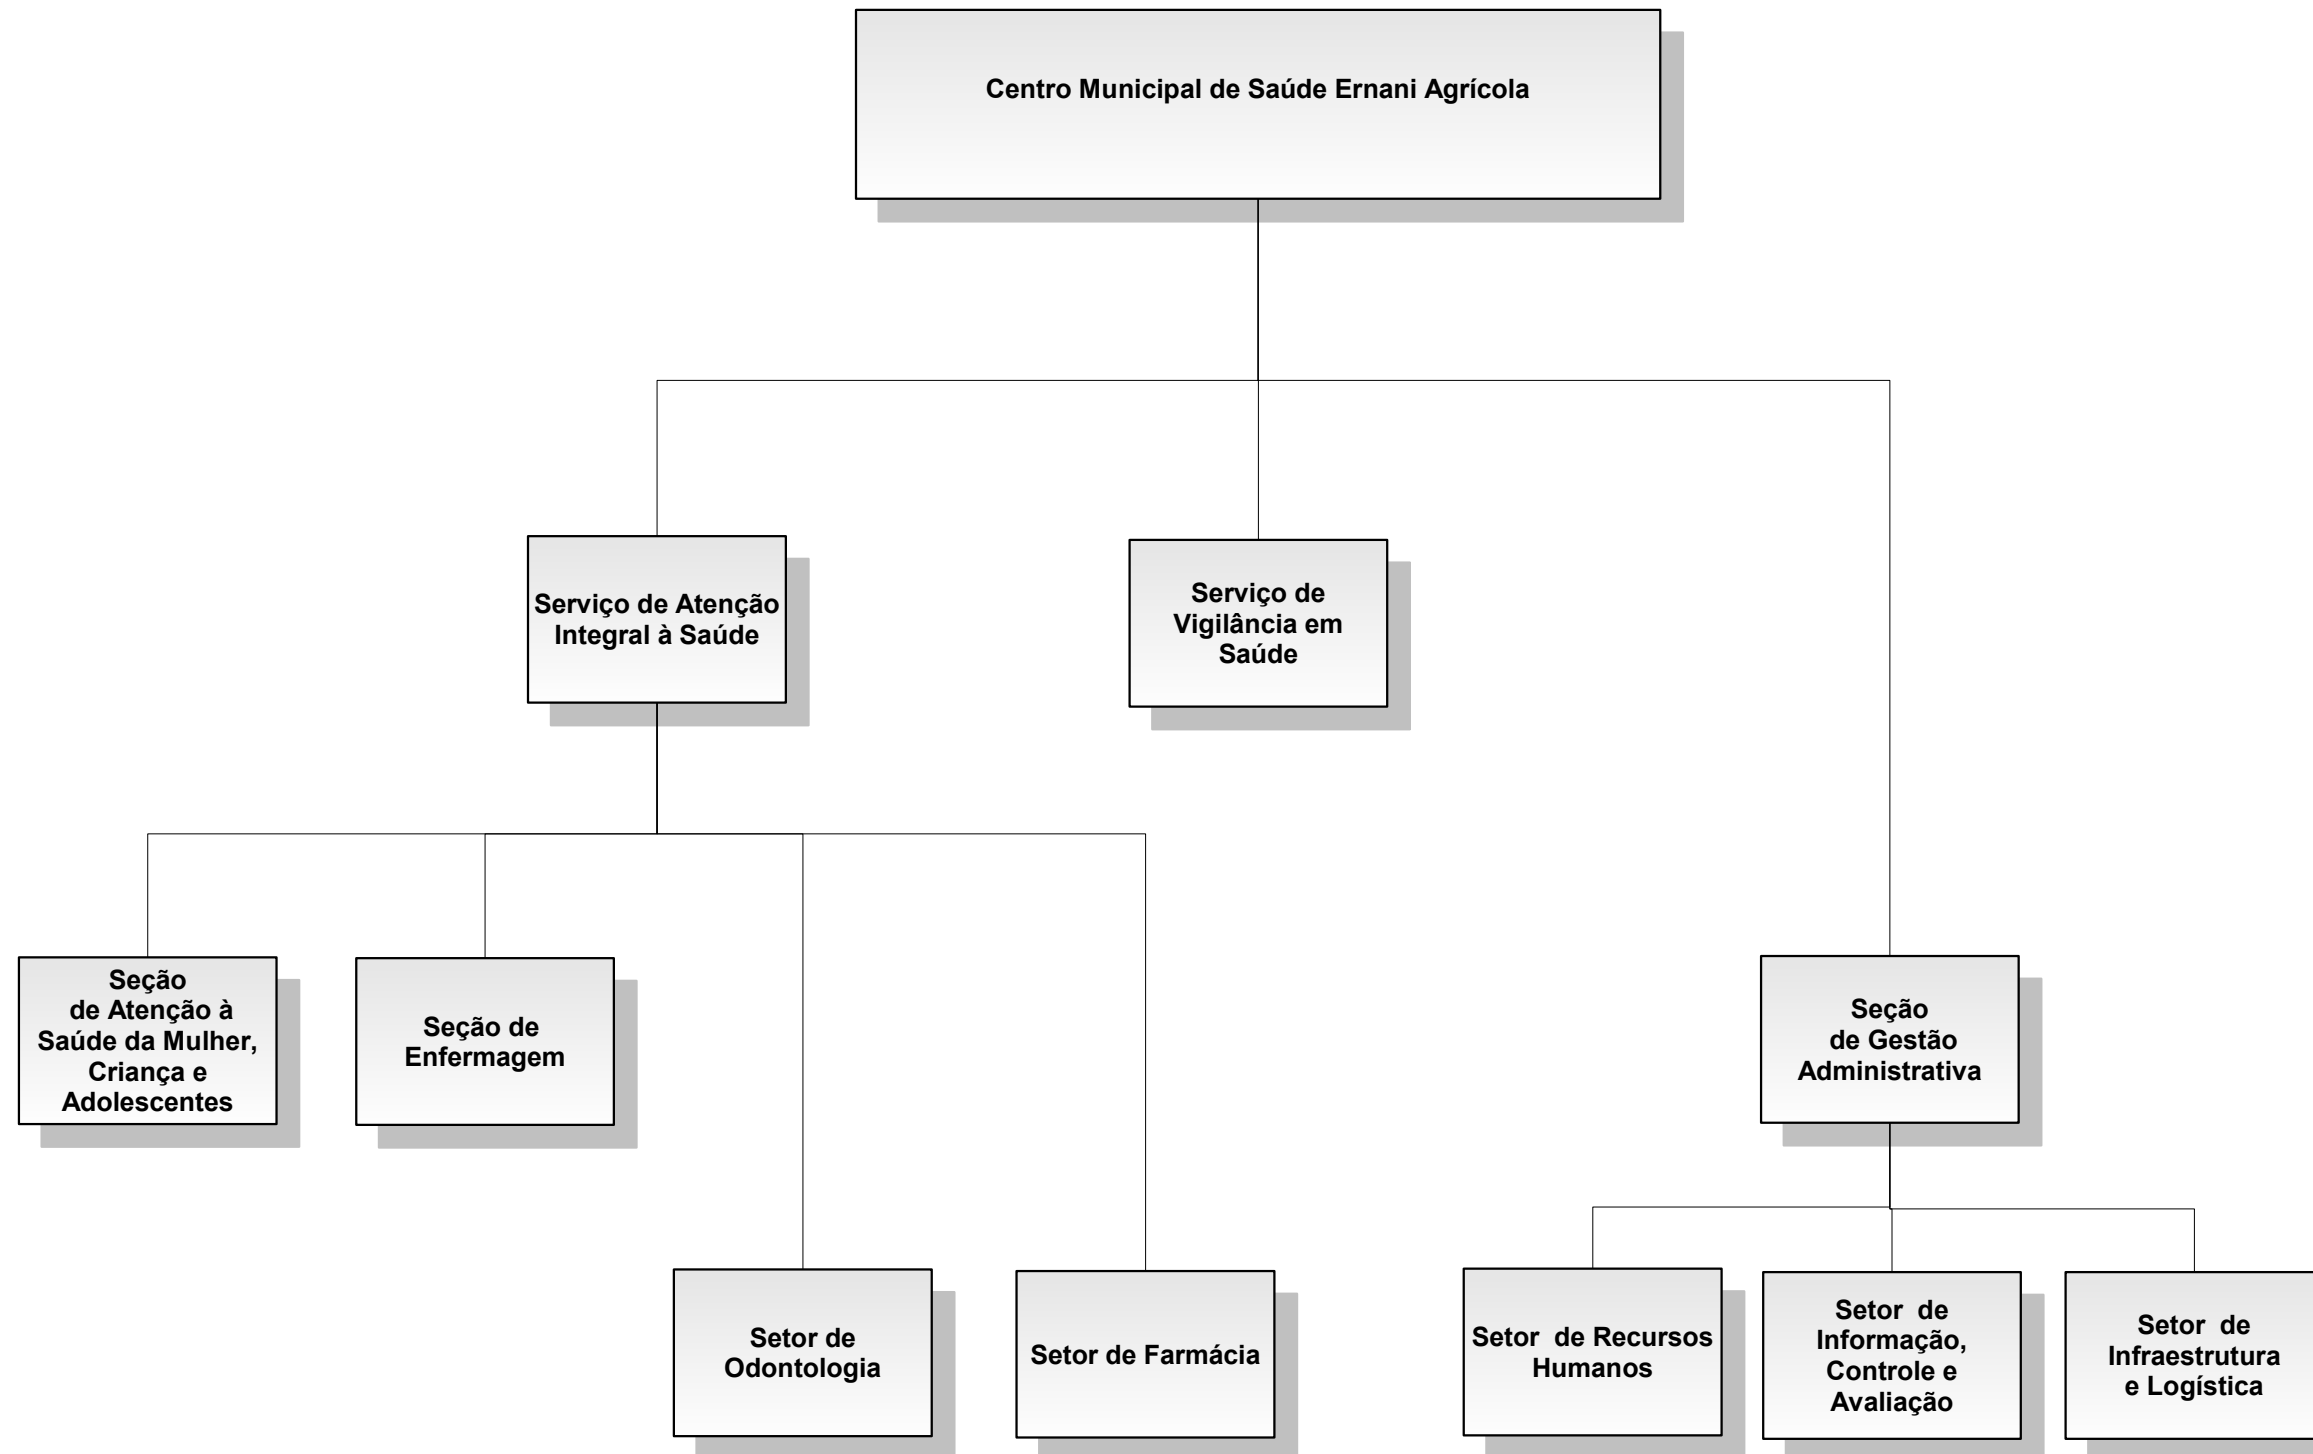 Centro Municipal de Saúde Ernani Agrícola
Serviço de Atenção
Integral à Saúde
Serviço de
Vigilância em
Saúde
Seção
de Atenção à
Saúde da Mulher,
Criança e
Adolescentes
Seção de
Enfermagem
Seção
de Gestão
Administrativa
Setor de
Odontologia
Setor de Farmácia
Setor de Recursos
Humanos
Setor de
Informação,
Controle e
Avaliação
Setor de
Infraestrutura
e Logística